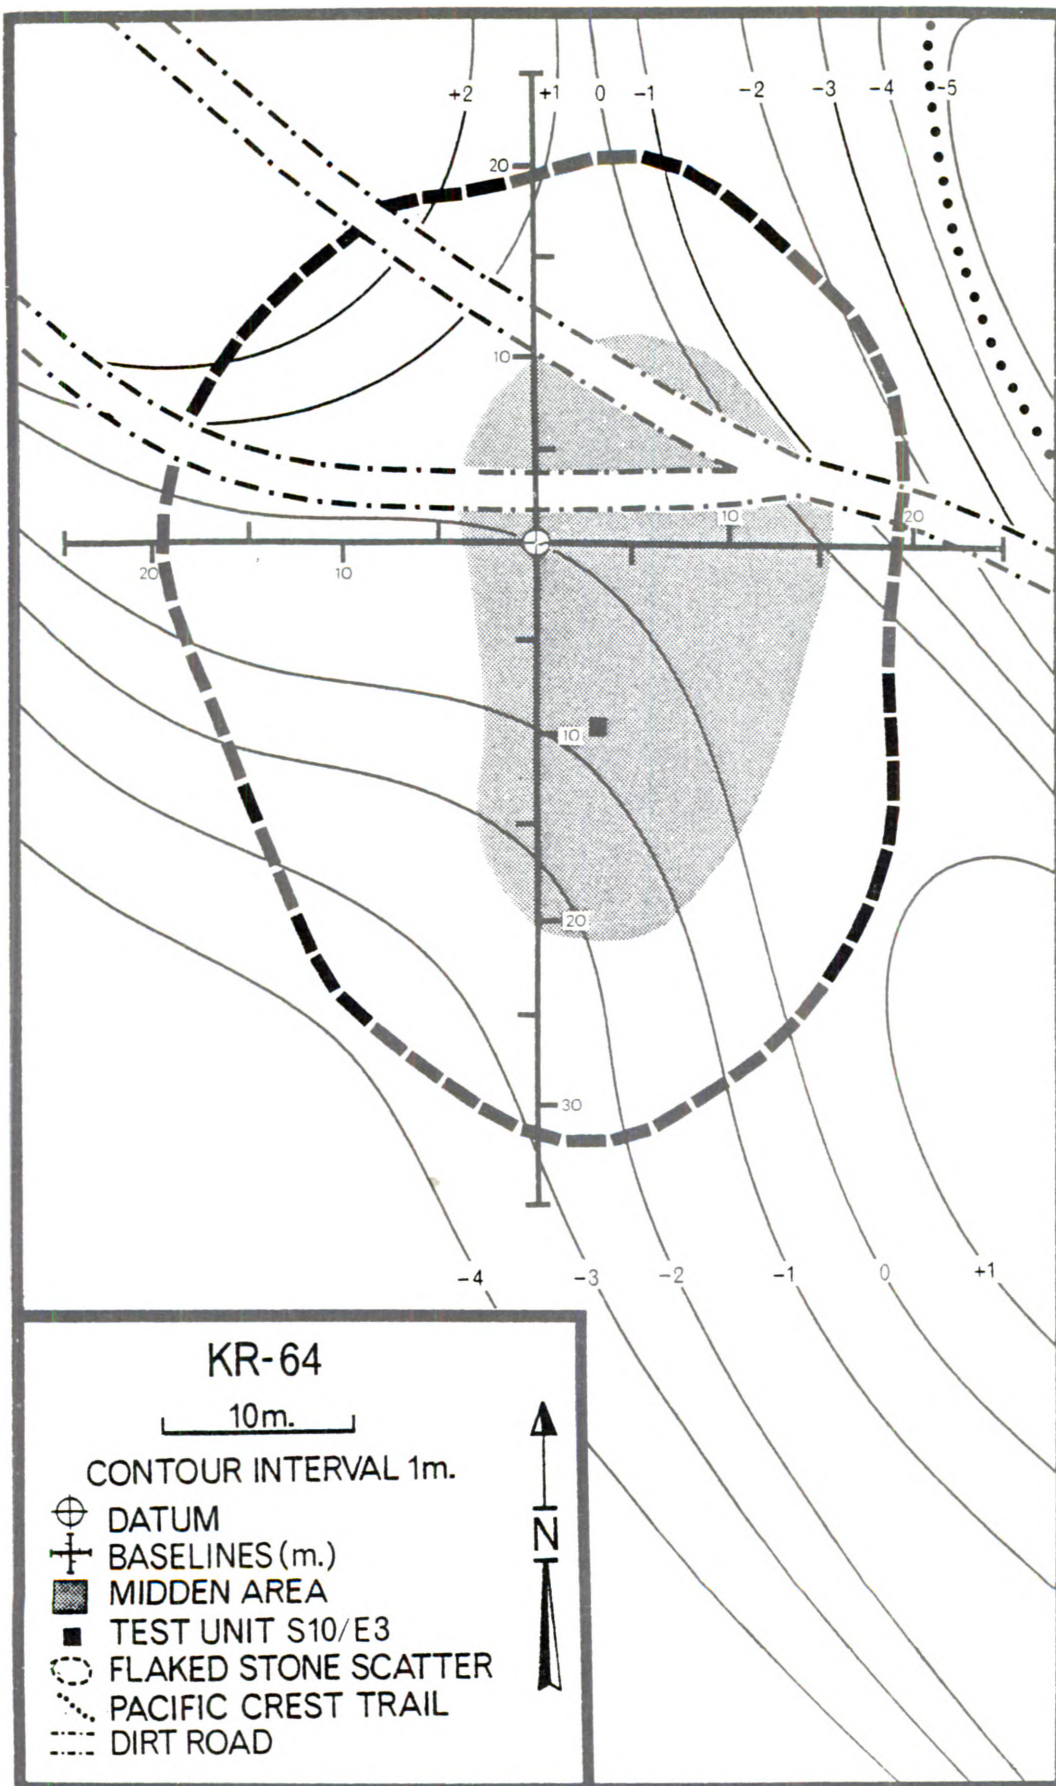 +2 +1 0 -1 -2 -3 -4 -5
20
10
10 20
20 10
10
20
30
-4 -3 -2 -1 0 +1
KR-64
10m.
CONTOUR INTERVAL 1m.
DATUM
BASELINES (m.)
MIDDEN AREA
TEST UNIT S10/E3
FLAKED STONE SCATTER
PACIFIC CREST TRAIL
DIRT ROAD
N